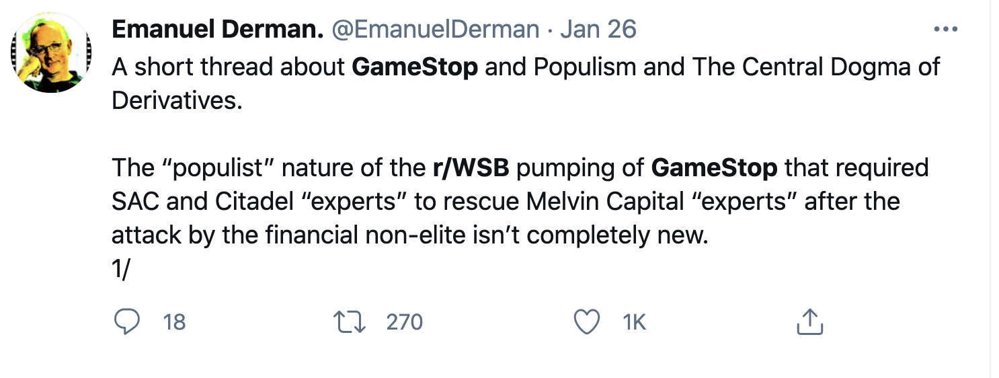 Emanuel Derman. @EmanuelDerman · Jan 26
A short thread about GameStop and Populism and The Central Dogma of
Derivatives.
The “populist” nature of the r/WSB pumping of GameStop that required
SAC and Citadel “experts” to rescue Melvin Capital “experts” after the
attack by the financial non-elite isn’t completely new.
1/
18 270 1K